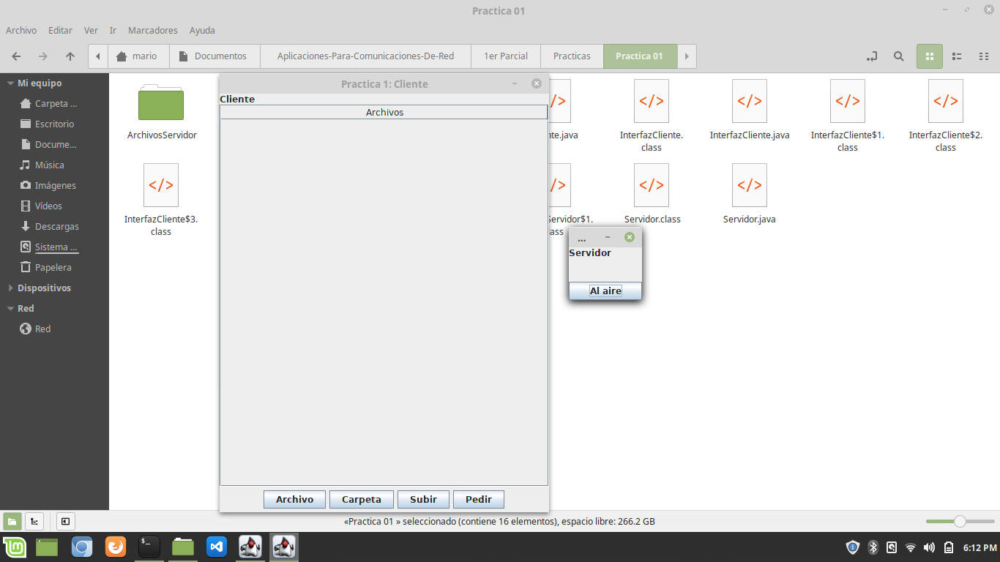 Practica 01
Archivo Editar Ver Ir Marcadores Ayuda
mario Documentos Aplicaciones-Para-Comunicaciones-De-Red 1er Parcial Practicas Practica 01
Mi equipo
Carpeta ...
Escritorio
Docume...
Música
Imágenes
Vídeos
Descargas
Sistema ...
Papelera
Dispositivos
Red
Red
ArchivosServidor
InterfazCliente.
class
InterfazCliente.java
InterfazCliente$1.
class
InterfazCliente$2.
class
InterfazCliente$3.
class
Servidor$1.
Servidor.class
Servidor.java
Practica 1: Cliente
Cliente
Archivos
Archivo Carpeta Subir Pedir
...
Servidor
Al aire
«Practica 01 » seleccionado (contiene 16 elementos), espacio libre: 266.2 GB
$_
6:12 PM